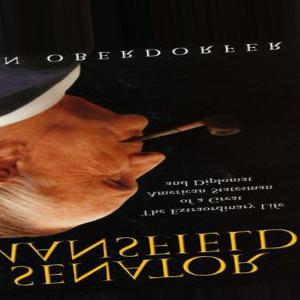 SENATOR
MANSFIELD
The Extraordinary Life
of a Great
American Statesman
and Diplomat
N OBERDORFER